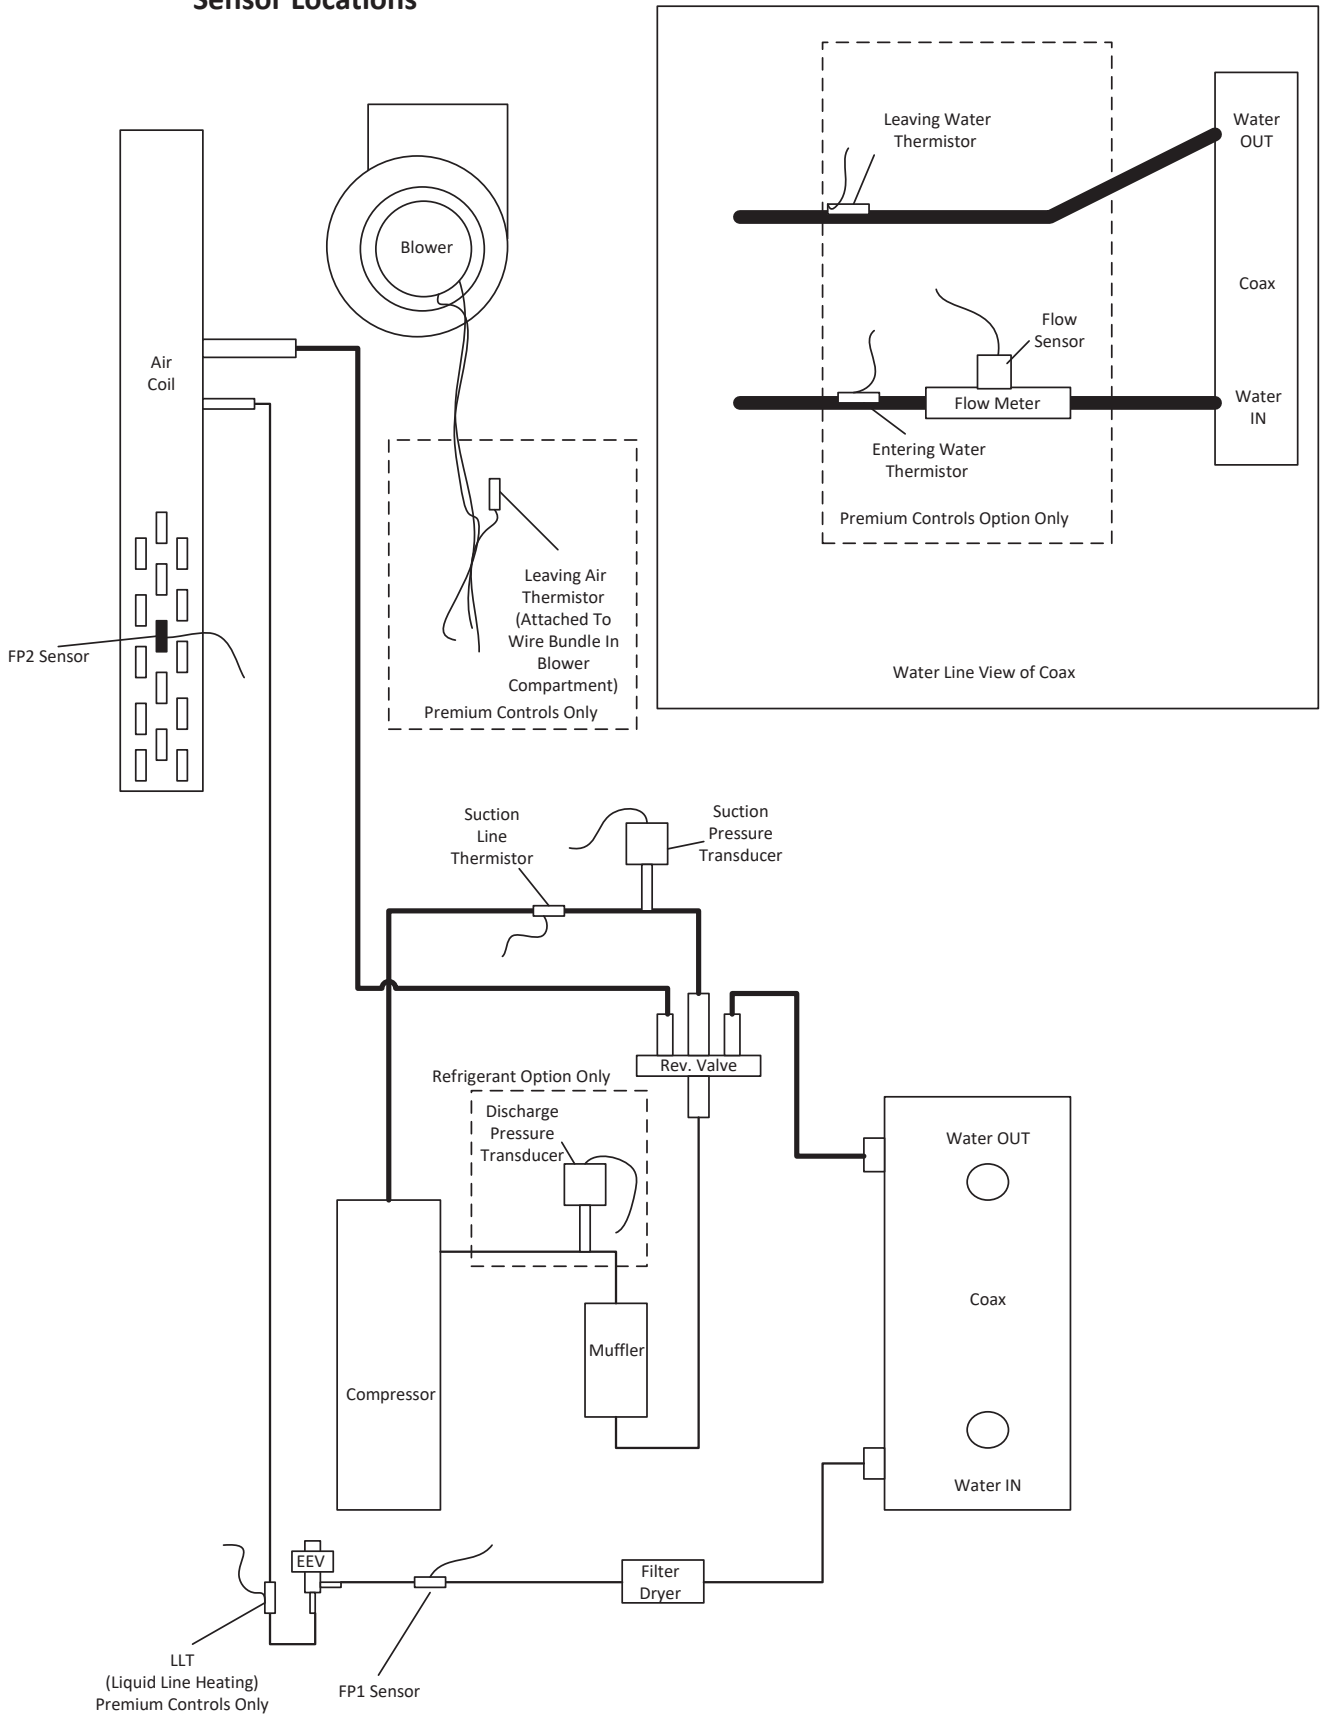 Sensor Locations
Leaving Water
Thermistor
Water
OUT
Blower
Coax
Flow
Sensor
Air
Coil
Flow Meter
Water
IN
Entering Water
Thermistor
Premium Controls Option Only
Leaving Air
Thermistor
(Attached To
Wire Bundle In
Blower
Compartment)
Premium Controls Only
FP2 Sensor
Water Line View of Coax
Suction
Line
Thermistor
Suction
Pressure
Transducer
Rev. Valve
Refrigerant Option Only
Discharge
Pressure
Transducer
Water OUT
Coax
Muffler
Compressor
Water IN
EEV
Filter
Dryer
LLT
(Liquid Line Heating)
Premium Controls Only
FP1 Sensor